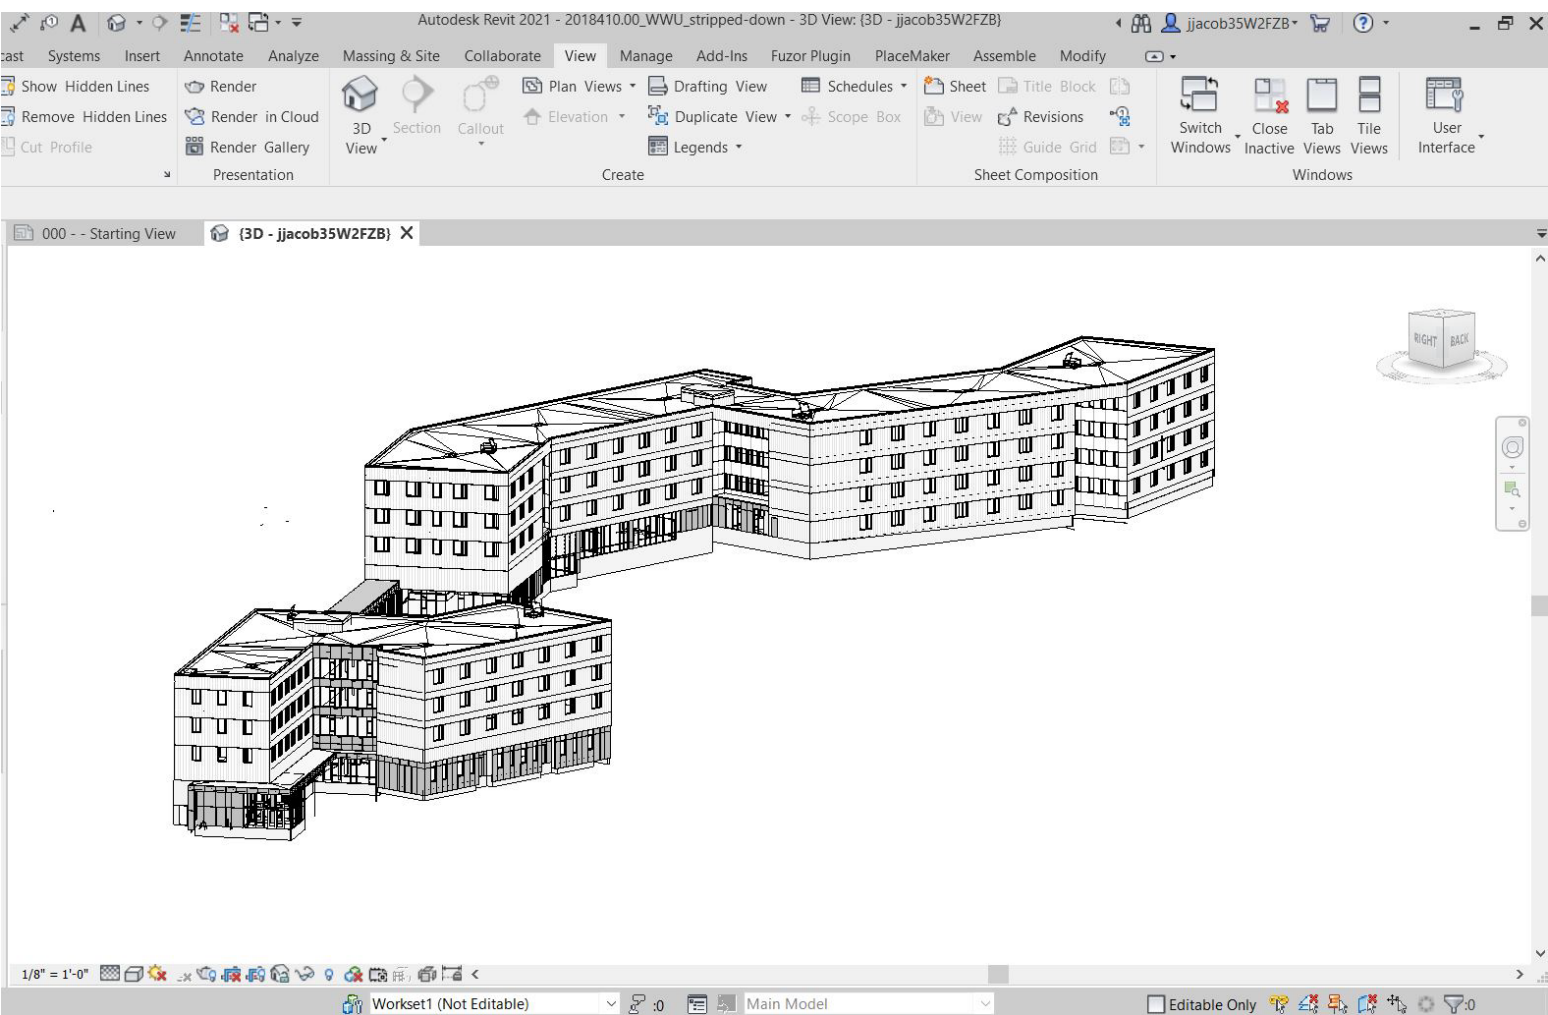 Autodesk Revit 2021 - 2018410.00_WWU_stripped-down - 3D View: {3D - jjacob35W2FZB}
jjacob35W2FZB
cast Systems Insert Annotate Analyze Massing & Site Collaborate View Manage Add-Ins Fuzor Plugin PlaceMaker Assemble Modify
Show Hidden Lines
Remove Hidden Lines
Cut Profile
Render
Render in Cloud
Render Gallery
Presentation
3D View
Section
Callout
Plan Views
Elevation
Drafting View
Duplicate View
Legends
Schedules
Scope Box
Create
Sheet
View
Title Block
Revisions
Guide Grid
Sheet Composition
Switch Windows
Close Inactive
Tab Views
Tile Views
Windows
User Interface
000 - - Starting View
{3D - jjacob35W2FZB}
RIGHT BACK
1/8" = 1'-0"
Workset1 (Not Editable) :0 Main Model Editable Only :0